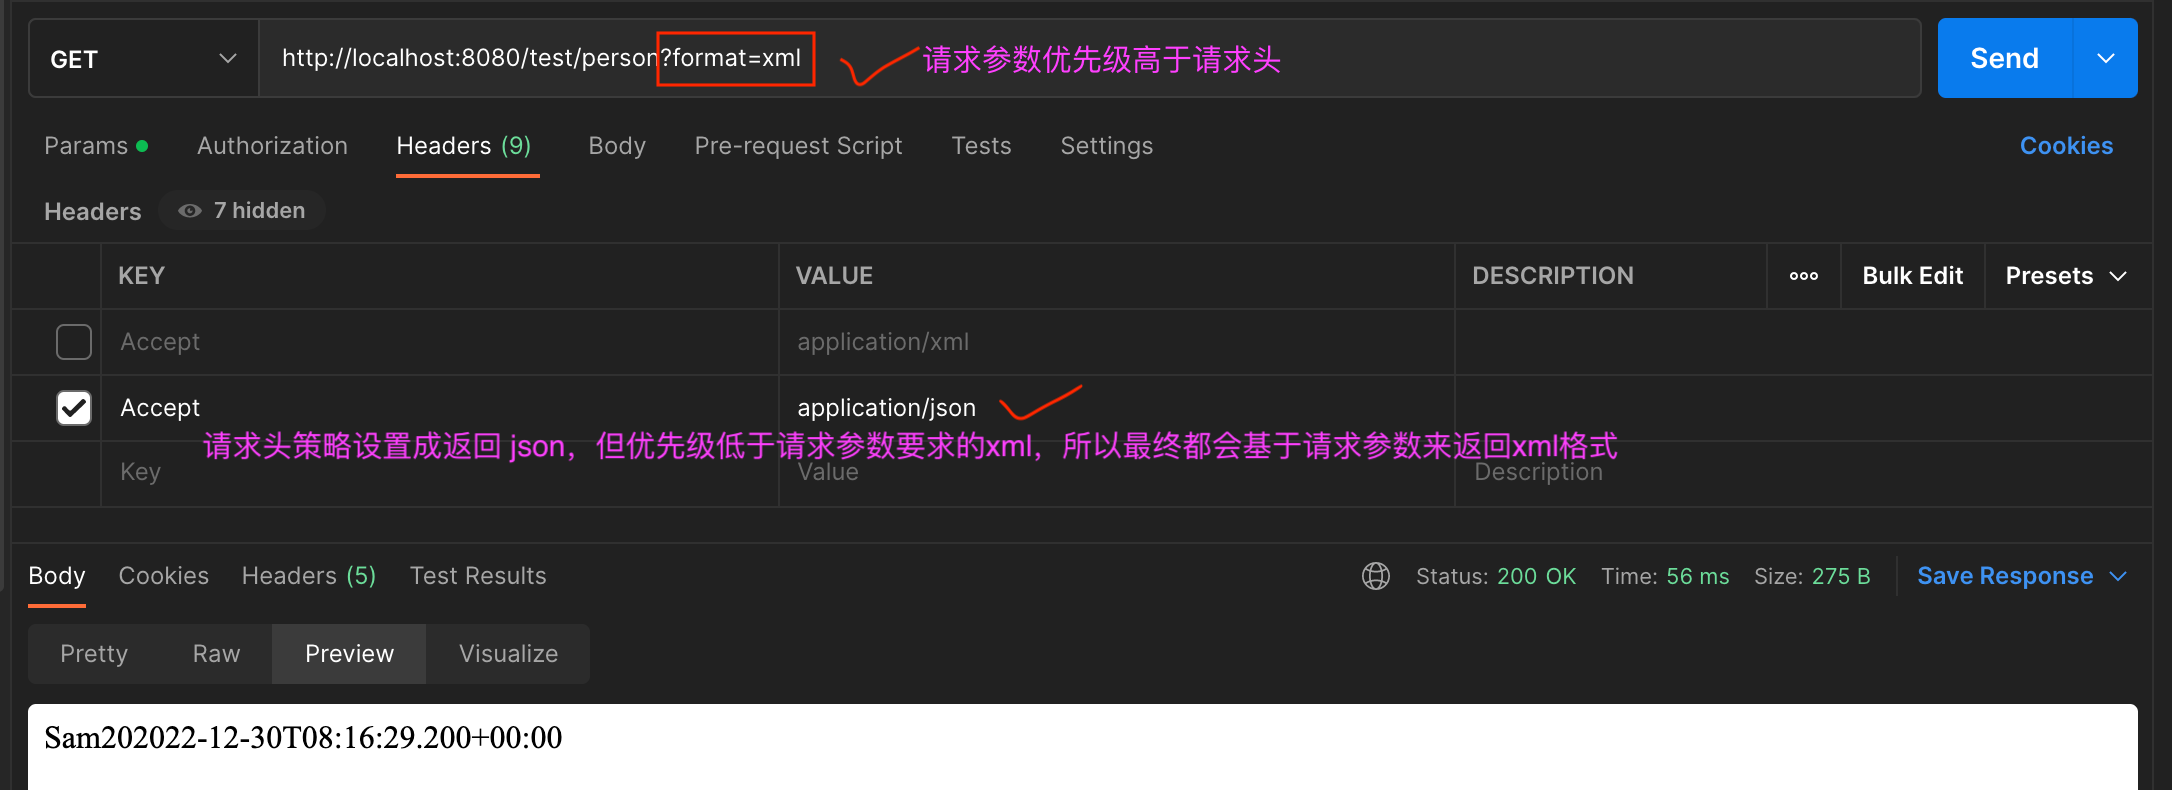 GET http://localhost:8080/test/person?format=xml 请求参数优先级高于请求头 Send
Params Authorization Headers (9) Body Pre-request Script Tests Settings Cookies
Headers 7 hidden
KEY VALUE DESCRIPTION ooo Bulk Edit Presets
Accept application/xml
Accept application/json
请求头策略设置成返回 json，但优先级低于请求参数要求的xml，所以最终都会基于请求参数来返回xml格式
Key Value Description
Body Cookies Headers (5) Test Results Status: 200 OK Time: 56 ms Size: 275 B Save Response
Pretty Raw Preview Visualize
Sam202022-12-30T08:16:29.200+00:00